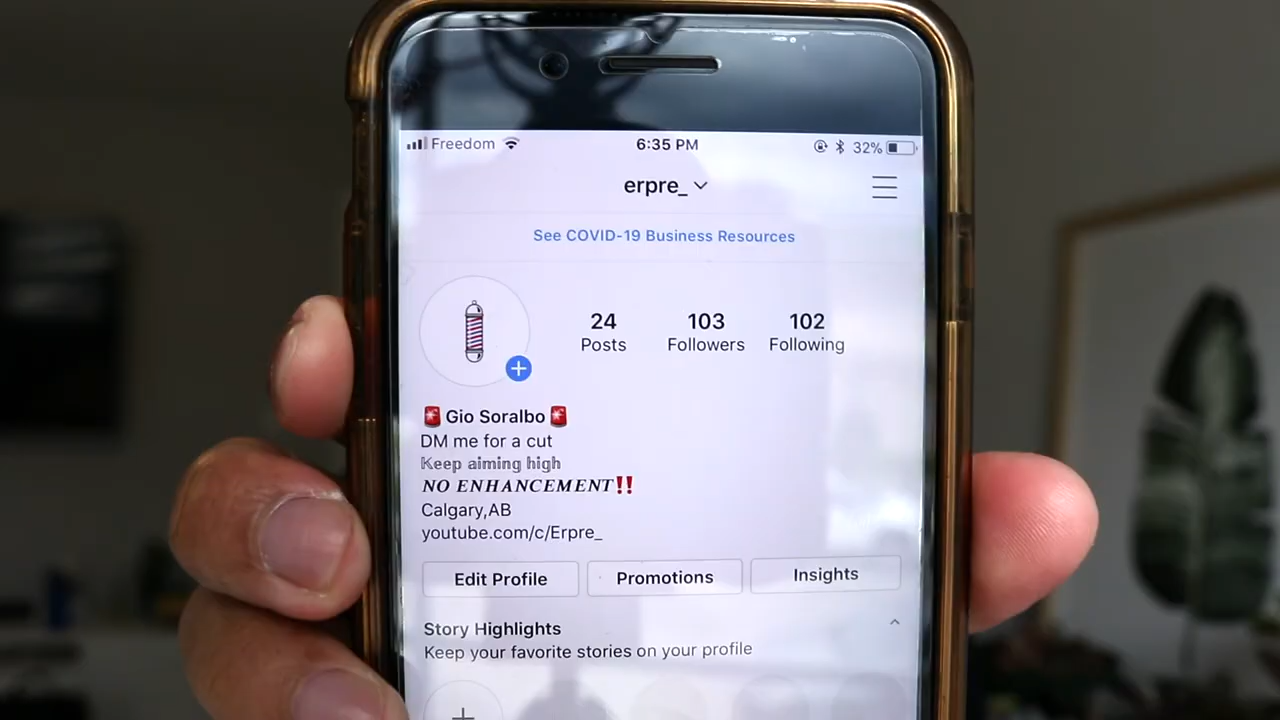 Freedom 6:35 PM 32%
erpre_
See COVID-19 Business Resources
24 103 102
Posts Followers Following
🚨Gio Soralbo🚨
DM me for a cut
𝕂𝕖𝕖𝕡 𝕒𝕚𝕞𝕚𝕟𝕘 𝕙𝕚𝕘𝕙
𝑵𝑶 𝑬𝑵𝑯𝑨𝑵𝑪𝑬𝑴𝑬𝑵𝑻‼️
Calgary,AB
youtube.com/c/Erpre_
Edit Profile Promotions Insights
Story Highlights
Keep your favorite stories on your profile